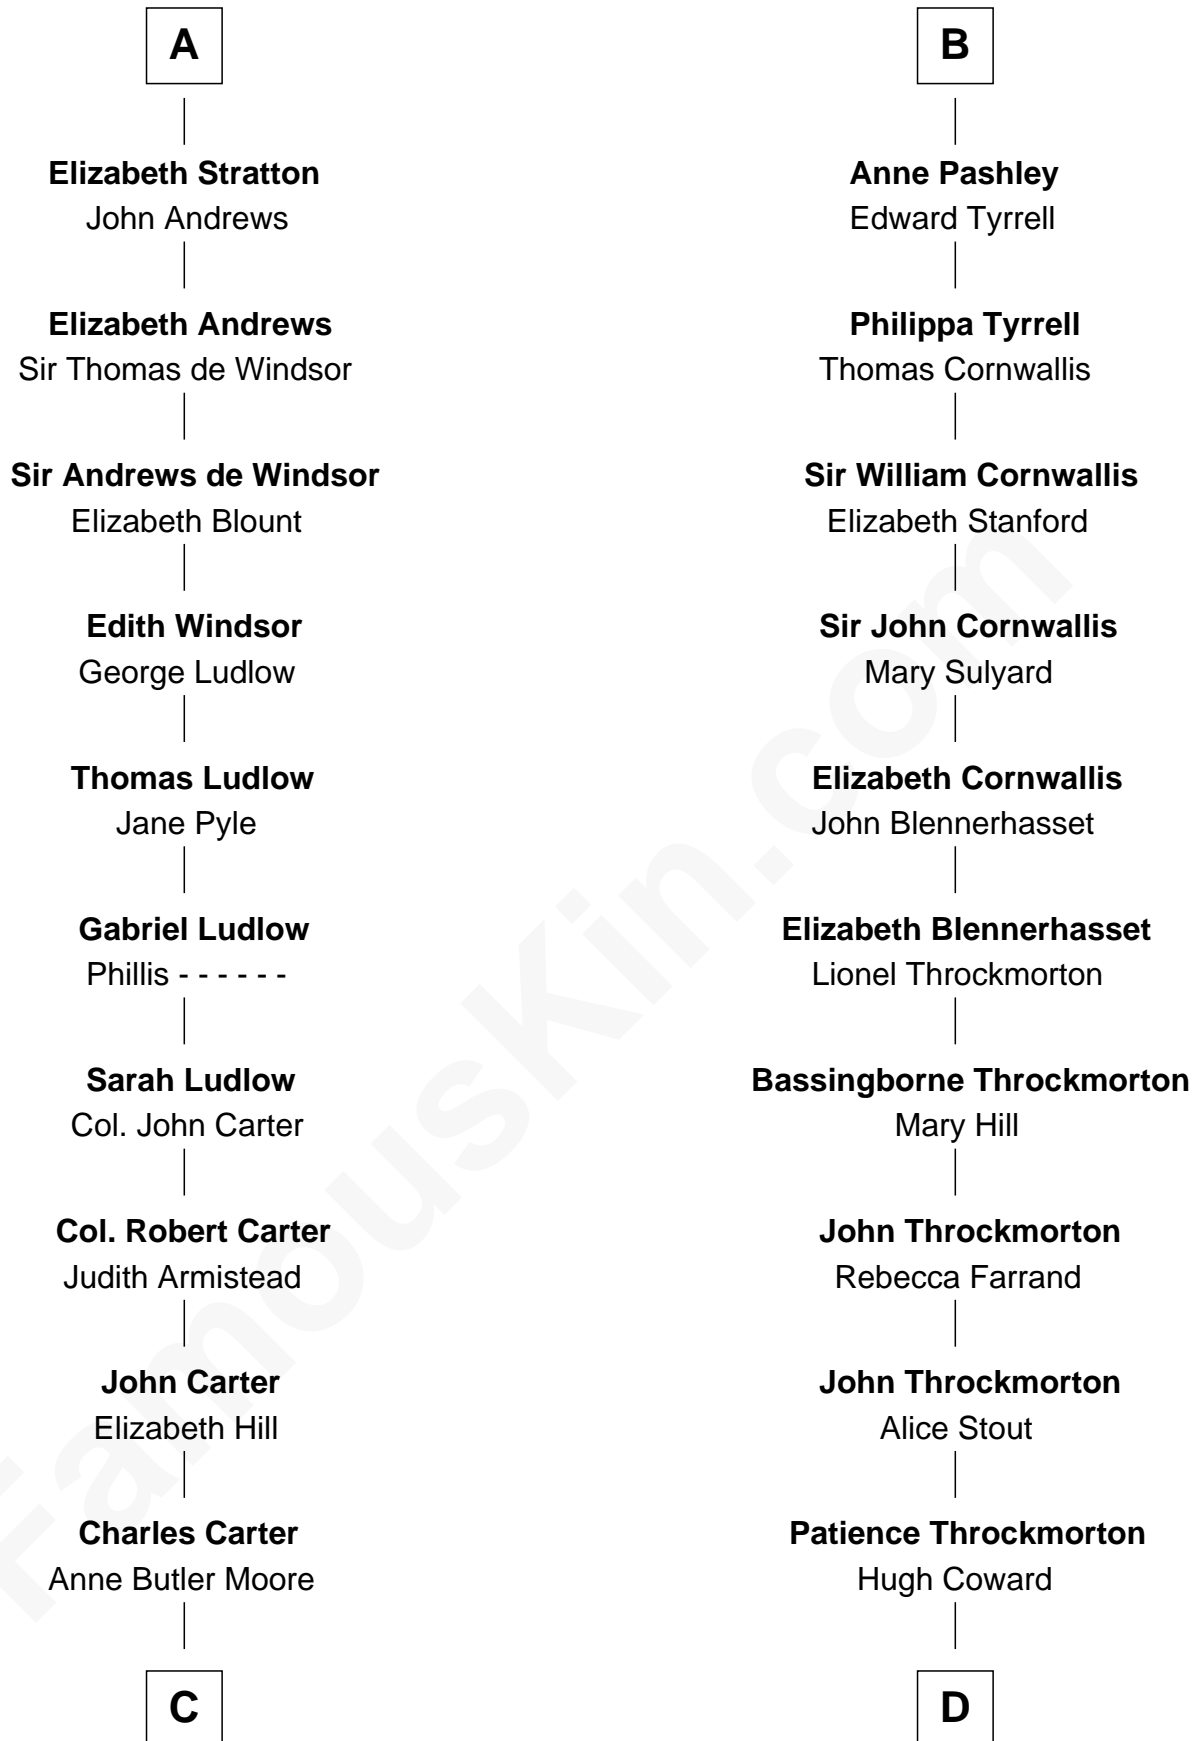 A
Elizabeth Stratton
John Andrews
Elizabeth Andrews
Sir Thomas de Windsor
Sir Andrews de Windsor
Elizabeth Blount
Edith Windsor
George Ludlow
Thomas Ludlow
Jane Pyle
Gabriel Ludlow
Phillis - - - - - -
Sarah Ludlow
Col. John Carter
Col. Robert Carter
Judith Armistead
John Carter
Elizabeth Hill
Charles Carter
Anne Butler Moore
C
B
Anne Pashley
Edward Tyrrell
Philippa Tyrrell
Thomas Cornwallis
Sir William Cornwallis
Elizabeth Stanford
Sir John Cornwallis
Mary Sulyard
Elizabeth Cornwallis
John Blennerhasset
Elizabeth Blennerhasset
Lionel Throckmorton
Bassingborne Throckmorton
Mary Hill
John Throckmorton
Rebecca Farrand
John Throckmorton
Alice Stout
Patience Throckmorton
Hugh Coward
D
FamousKin.com